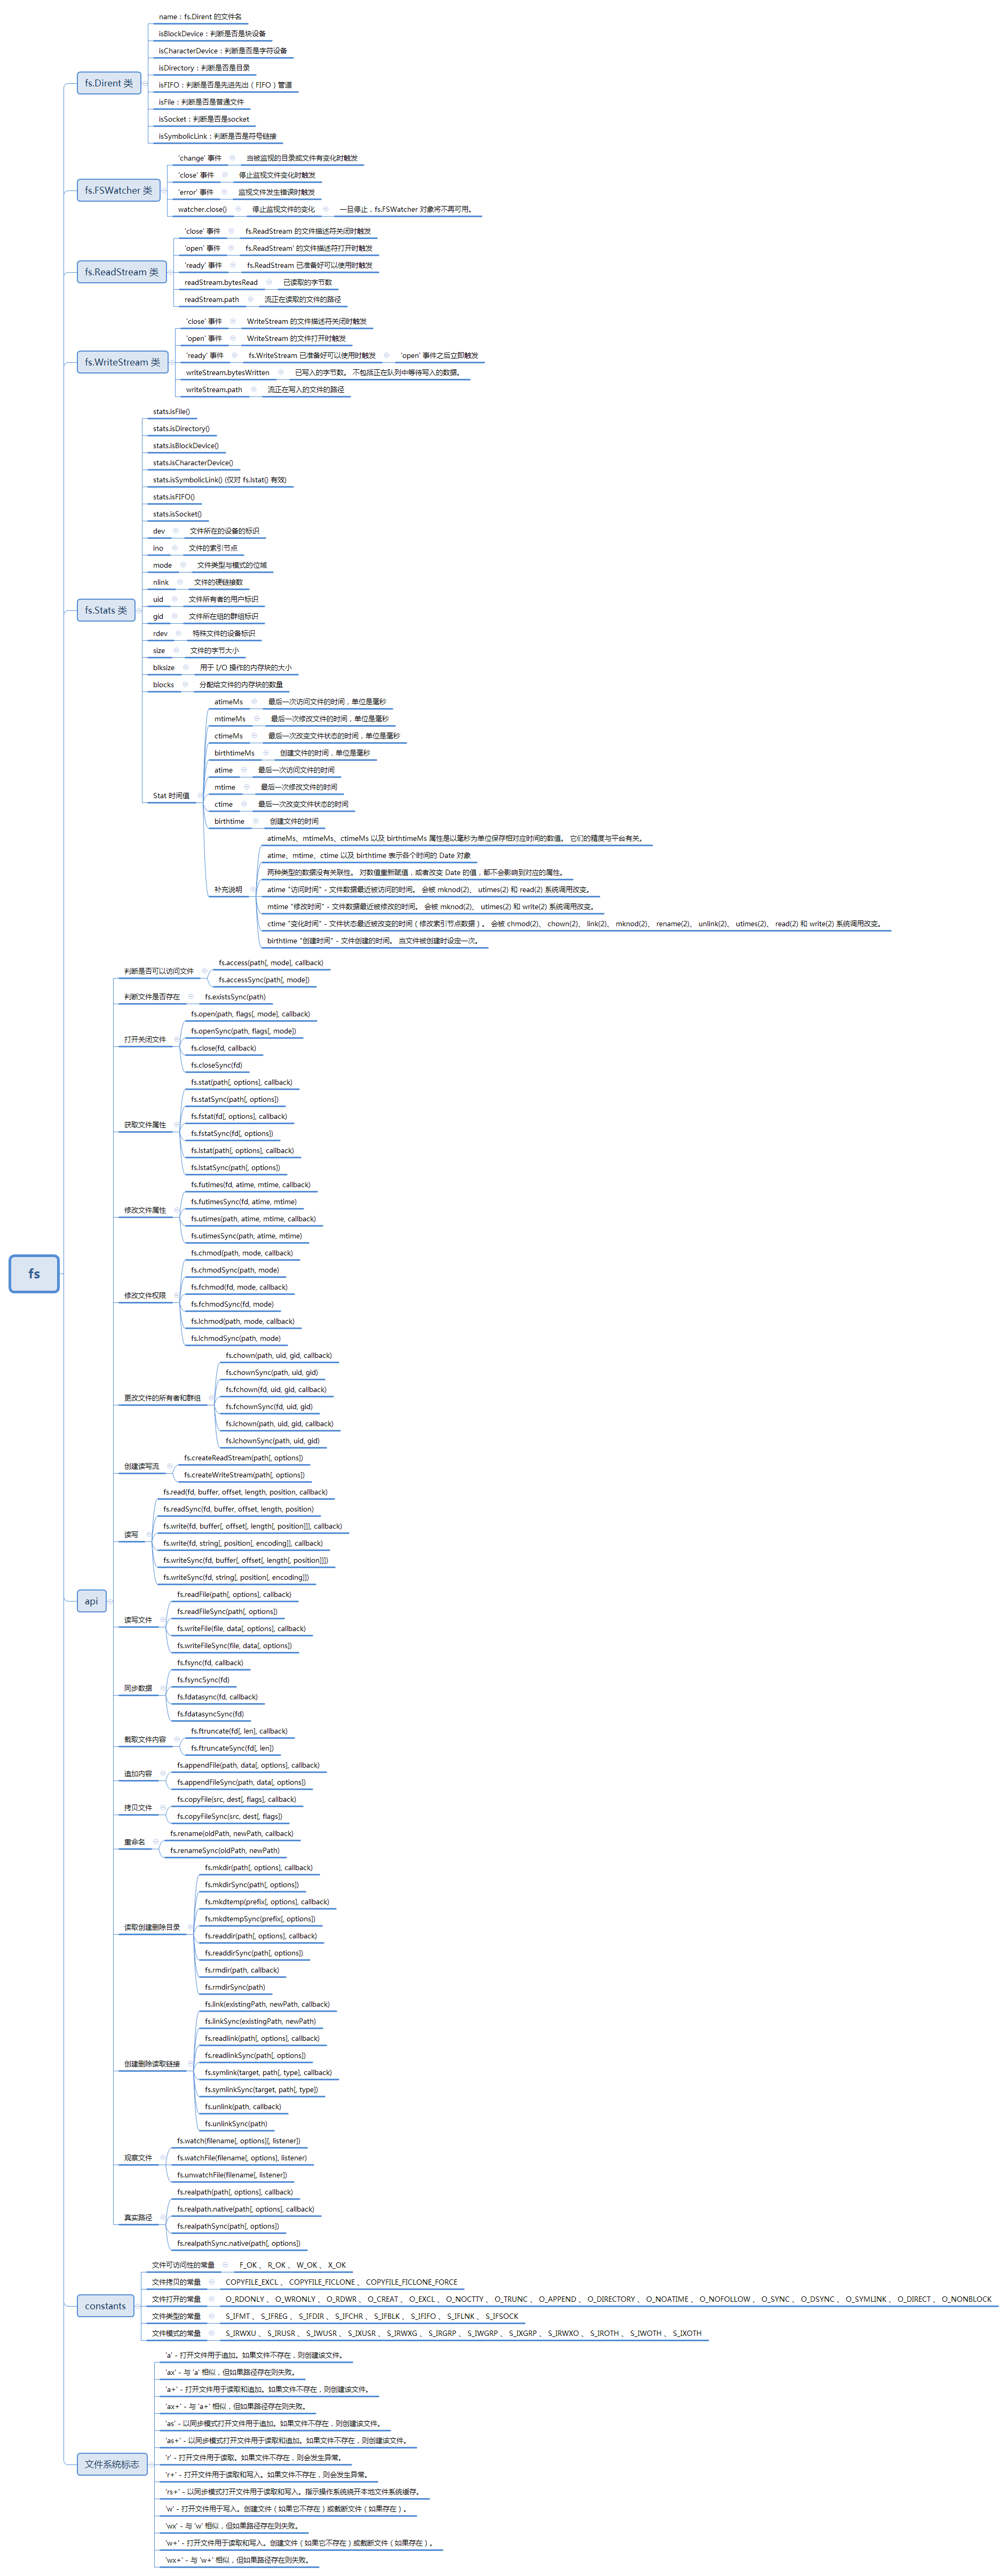 fs
fs.Dirent 类
name：fs.Dirent 的文件名
isBlockDevice：判断是否是块设备
isCharacterDevice：判断是否是字符设备
isDirectory：判断是否是目录
isFIFO：判断是否是先进先出（FIFO）管道
isFile：判断是否是普通文件
isSocket：判断是否是socket
isSymbolicLink：判断是否是符号链接
fs.FSWatcher 类
'change' 事件 当被监视的目录或文件有变化时触发
'close' 事件 停止监视文件变化时触发
'error' 事件 监视文件发生错误时触发
watcher.close() 停止监视文件的变化 一旦停止，fs.FSWatcher 对象将不再可用。
fs.ReadStream 类
'close' 事件 fs.ReadStream 的文件描述符关闭时触发
'open' 事件 fs.ReadStream' 的文件描述符打开时触发
'ready' 事件 fs.ReadStream 已准备好可以使用时触发
readStream.bytesRead 已读取的字节数
readStream.path 流正在读取的文件的路径
fs.WriteStream 类
'close' 事件 WriteStream 的文件描述符关闭时触发
'open' 事件 WriteStream 的文件打开时触发
'ready' 事件 fs.WriteStream 已准备好可以使用时触发 'open' 事件之后立即触发
writeStream.bytesWritten 已写入的字节数。 不包括正在队列中等待写入的数据。
writeStream.path 流正在写入的文件的路径
fs.Stats 类
stats.isFile()
stats.isDirectory()
stats.isBlockDevice()
stats.isCharacterDevice()
stats.isSymbolicLink() (仅对 fs.lstat() 有效)
stats.isFIFO()
stats.isSocket()
dev 文件所在的设备的标识
ino 文件的索引节点
mode 文件类型与模式的位域
nlink 文件的硬链接数
uid 文件所有者的用户标识
gid 文件所在组的群组标识
rdev 特殊文件的设备标识
size 文件的字节大小
blksize 用于 I/O 操作的内存块的大小
blocks 分配给文件的内存块的数量
Stat 时间值
atimeMs 最后一次访问文件的时间，单位是毫秒
mtimeMs 最后一次修改文件的时间，单位是毫秒
ctimeMs 最后一次改变文件状态的时间，单位是毫秒
birthtimeMs 创建文件的时间，单位是毫秒
atime 最后一次访问文件的时间
mtime 最后一次修改文件的时间
ctime 最后一次改变文件状态的时间
birthtime 创建文件的时间
补充说明
atimeMs、mtimeMs、ctimeMs 以及 birthtimeMs 属性是以毫秒为单位保存相对应时间的数值。 它们的精度与平台有关。
atime、mtime、ctime 以及 birthtime 表示各个时间的 Date 对象
两种类型的数据没有关联性。 对数值重新赋值，或者改变 Date 的值，都不会影响到对应的属性。
atime "访问时间" - 文件数据最近被访问的时间。 会被 mknod(2)、 utimes(2) 和 read(2) 系统调用改变。
mtime "修改时间" - 文件数据最近被修改的时间。 会被 mknod(2)、 utimes(2) 和 write(2) 系统调用改变。
ctime "变化时间" - 文件状态最近被改变的时间（修改索引节点数据）。 会被 chmod(2)、 chown(2)、 link(2)、 mknod(2)、 rename(2)、 unlink(2)、 utimes(2)、 read(2) 和 write(2) 系统调用改变。
birthtime "创建时间" - 文件创建的时间。 当文件被创建时设定一次。
api
判断是否可以访问文件
fs.access(path[, mode], callback)
fs.accessSync(path[, mode])
判断文件是否存在 fs.existsSync(path)
打开关闭文件
fs.open(path, flags[, mode], callback)
fs.openSync(path, flags[, mode])
fs.close(fd, callback)
fs.closeSync(fd)
获取文件属性
fs.stat(path[, options], callback)
fs.statSync(path[, options])
fs.fstat(fd[, options], callback)
fs.fstatSync(fd[, options])
fs.lstat(path[, options], callback)
fs.lstatSync(path[, options])
修改文件属性
fs.futimes(fd, atime, mtime, callback)
fs.futimesSync(fd, atime, mtime)
fs.utimes(path, atime, mtime, callback)
fs.utimesSync(path, atime, mtime)
修改文件权限
fs.chmod(path, mode, callback)
fs.chmodSync(path, mode)
fs.fchmod(fd, mode, callback)
fs.fchmodSync(fd, mode)
fs.lchmod(path, mode, callback)
fs.lchmodSync(path, mode)
更改文件的所有者和群组
fs.chown(path, uid, gid, callback)
fs.chownSync(path, uid, gid)
fs.fchown(fd, uid, gid, callback)
fs.fchownSync(fd, uid, gid)
fs.lchown(path, uid, gid, callback)
fs.lchownSync(path, uid, gid)
创建读写流
fs.createReadStream(path[, options])
fs.createWriteStream(path[, options])
读写
fs.read(fd, buffer, offset, length, position, callback)
fs.readSync(fd, buffer, offset, length, position)
fs.write(fd, buffer[, offset[, length[, position]]], callback)
fs.write(fd, string[, position[, encoding]], callback)
fs.writeSync(fd, buffer[, offset[, length[, position]]])
fs.writeSync(fd, string[, position[, encoding]])
读写文件
fs.readFile(path[, options], callback)
fs.readFileSync(path[, options])
fs.writeFile(file, data[, options], callback)
fs.writeFileSync(file, data[, options])
同步数据
fs.fsync(fd, callback)
fs.fsyncSync(fd)
fs.fdatasync(fd, callback)
fs.fdatasyncSync(fd)
截取文件内容
fs.ftruncate(fd[, len], callback)
fs.ftruncateSync(fd[, len])
追加内容
fs.appendFile(path, data[, options], callback)
fs.appendFileSync(path, data[, options])
拷贝文件
fs.copyFile(src, dest[, flags], callback)
fs.copyFileSync(src, dest[, flags])
重命名
fs.rename(oldPath, newPath, callback)
fs.renameSync(oldPath, newPath)
读取创建删除目录
fs.mkdir(path[, options], callback)
fs.mkdirSync(path[, options])
fs.mkdtemp(prefix[, options], callback)
fs.mkdtempSync(prefix[, options])
fs.readdir(path[, options], callback)
fs.readdirSync(path[, options])
fs.rmdir(path, callback)
fs.rmdirSync(path)
创建删除读取链接
fs.link(existingPath, newPath, callback)
fs.linkSync(existingPath, newPath)
fs.readlink(path[, options], callback)
fs.readlinkSync(path[, options])
fs.symlink(target, path[, type], callback)
fs.symlinkSync(target, path[, type])
fs.unlink(path, callback)
fs.unlinkSync(path)
观察文件
fs.watch(filename[, options][, listener])
fs.watchFile(filename[, options], listener)
fs.unwatchFile(filename[, listener])
真实路径
fs.realpath(path[, options], callback)
fs.realpath.native(path[, options], callback)
fs.realpathSync(path[, options])
fs.realpathSync.native(path[, options])
constants
文件可访问性的常量 F_OK 、 R_OK 、 W_OK 、 X_OK
文件拷贝的常量 COPYFILE_EXCL 、 COPYFILE_FICLONE 、 COPYFILE_FICLONE_FORCE
文件打开的常量 O_RDONLY 、 O_WRONLY 、 O_RDWR 、 O_CREAT 、 O_EXCL 、 O_NOCTTY 、 O_TRUNC 、 O_APPEND 、 O_DIRECTORY 、 O_NOATIME 、 O_NOFOLLOW 、 O_SYNC 、 O_DSYNC 、 O_SYMLINK 、 O_DIRECT 、 O_NONBLOCK
文件类型的常量 S_IFMT 、 S_IFREG 、 S_IFDIR 、 S_IFCHR 、 S_IFBLK 、 S_IFIFO 、 S_IFLNK 、 S_IFSOCK
文件模式的常量 S_IRWXU 、 S_IRUSR 、 S_IWUSR 、 S_IXUSR 、 S_IRWXG 、 S_IRGRP 、 S_IWGRP 、 S_IXGRP 、 S_IRWXO 、 S_IROTH 、 S_IWOTH 、 S_IXOTH
文件系统标志
'a' - 打开文件用于追加。如果文件不存在，则创建该文件。
'ax' - 与 'a' 相似，但如果路径存在则失败。
'a+' - 打开文件用于读取和追加。如果文件不存在，则创建该文件。
'ax+' - 与 'a+' 相似，但如果路径存在则失败。
'as' - 以同步模式打开文件用于追加。如果文件不存在，则创建该文件。
'as+' - 以同步模式打开文件用于读取和追加。如果文件不存在，则创建该文件。
'r' - 打开文件用于读取。如果文件不存在，则会发生异常。
'r+' - 打开文件用于读取和写入。如果文件不存在，则会发生异常。
'rs+' - 以同步模式打开文件用于读取和写入。指示操作系统绕开本地文件系统缓存。
'w' - 打开文件用于写入。创建文件（如果它不存在）或截断文件（如果存在）。
'wx' - 与 'w' 相似，但如果路径存在则失败。
'w+' - 打开文件用于读取和写入。创建文件（如果它不存在）或截断文件（如果存在）。
'wx+' - 与 'w+' 相似，但如果路径存在则失败。